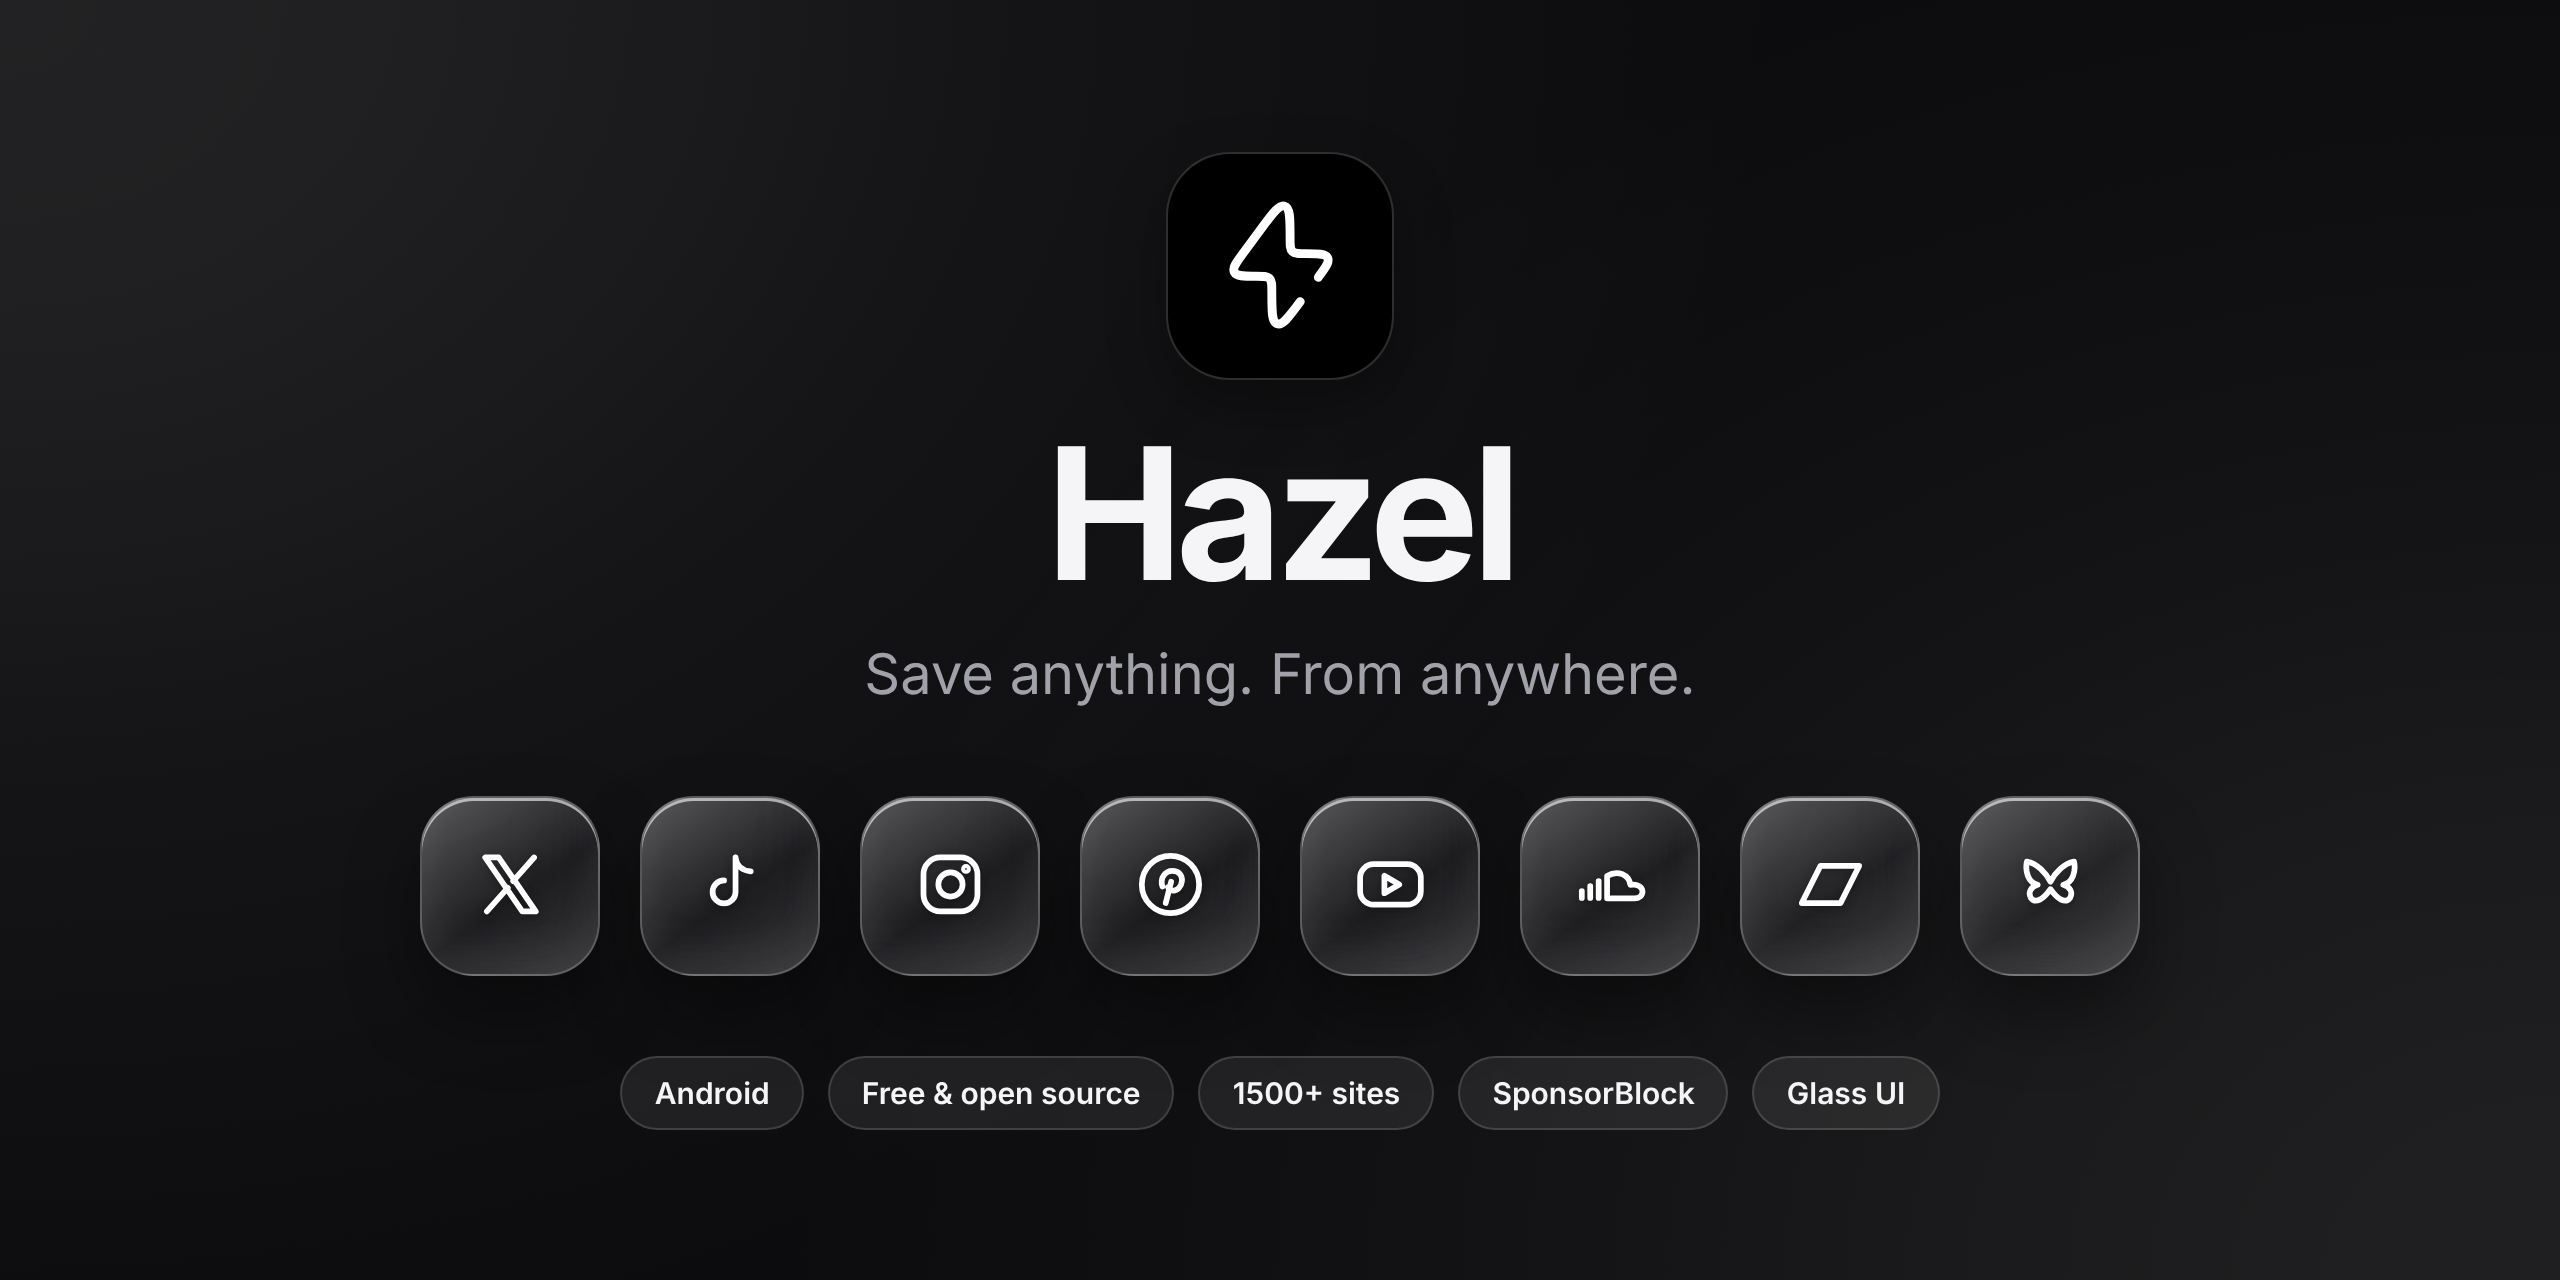 Hazel
Save anything. From anywhere.
Android
Free & open source
1500+ sites
SponsorBlock
Glass UI